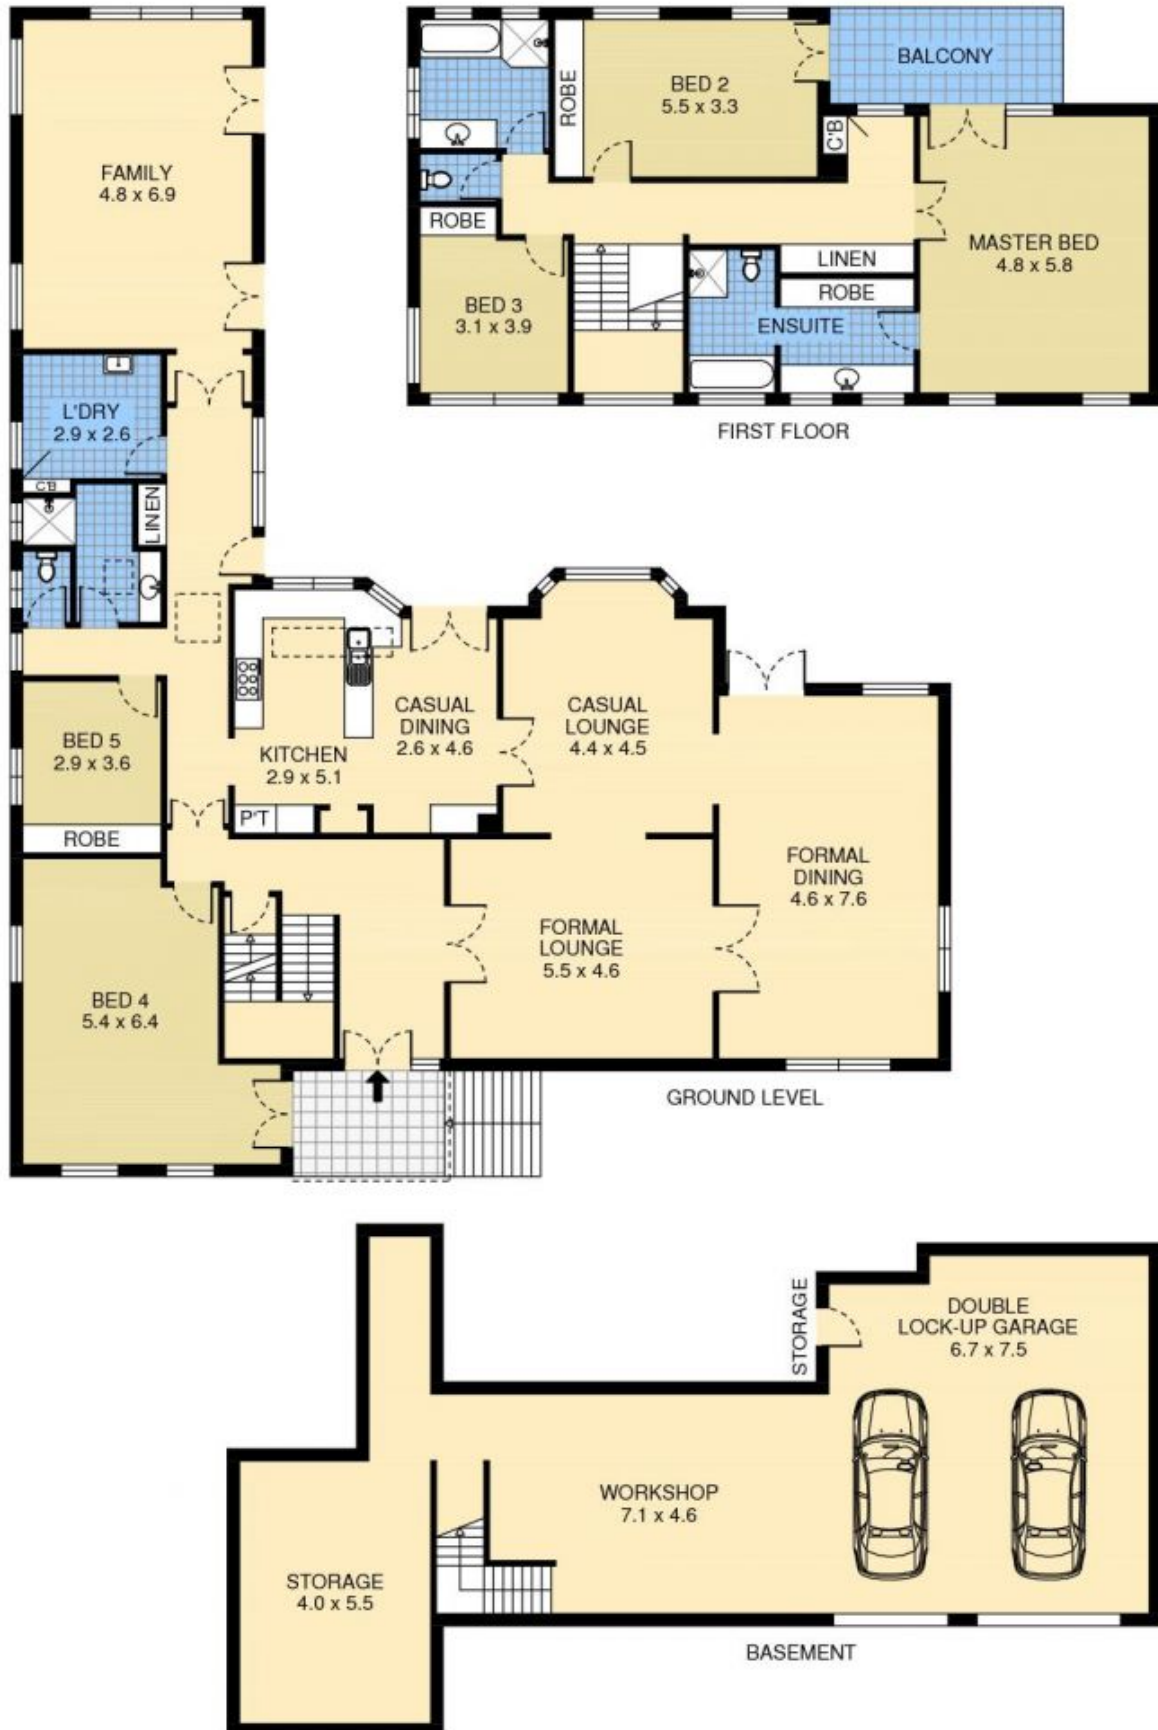 FAMILY
4.8 x 6.9
L'DRY
2.9 x 2.6
C'B
LINEN
BED 5
2.9 x 3.6
ROBE
BED 4
5.4 x 6.4
KITCHEN
2.9 x 5.1
P'T
CASUAL
DINING
2.6 x 4.6
CASUAL
LOUNGE
4.4 x 4.5
FORMAL
LOUNGE
5.5 x 4.6
FORMAL
DINING
4.6 x 7.6
GROUND LEVEL
ROBE
BED 2
5.5 x 3.3
BALCONY
C'B
ROBE
BED 3
3.1 x 3.9
LINEN
ROBE
ENSUITE
MASTER BED
4.8 x 5.8
FIRST FLOOR
STORAGE
DOUBLE
LOCK-UP GARAGE
6.7 x 7.5
WORKSHOP
7.1 x 4.6
STORAGE
4.0 x 5.5
BASEMENT